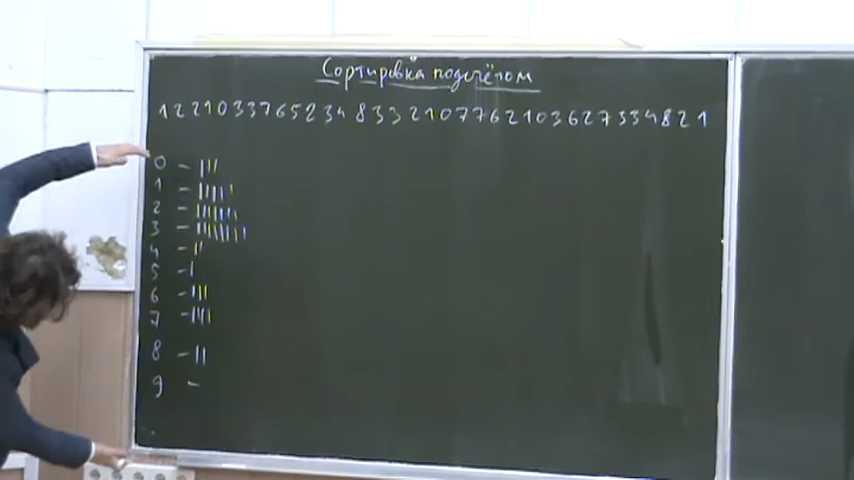 Сортировка подсчётом
1 2 2 1 0 3 3 7 6 5 2 3 4 8 3 3 2 1 0 7 7 6 2 1 0 3 6 2 7 3 3 4 8 2 1
0 - |||
1 -
2 -
3 -
4 - ||
5 - |
6 - |||
7 -
8 - ||
9 -